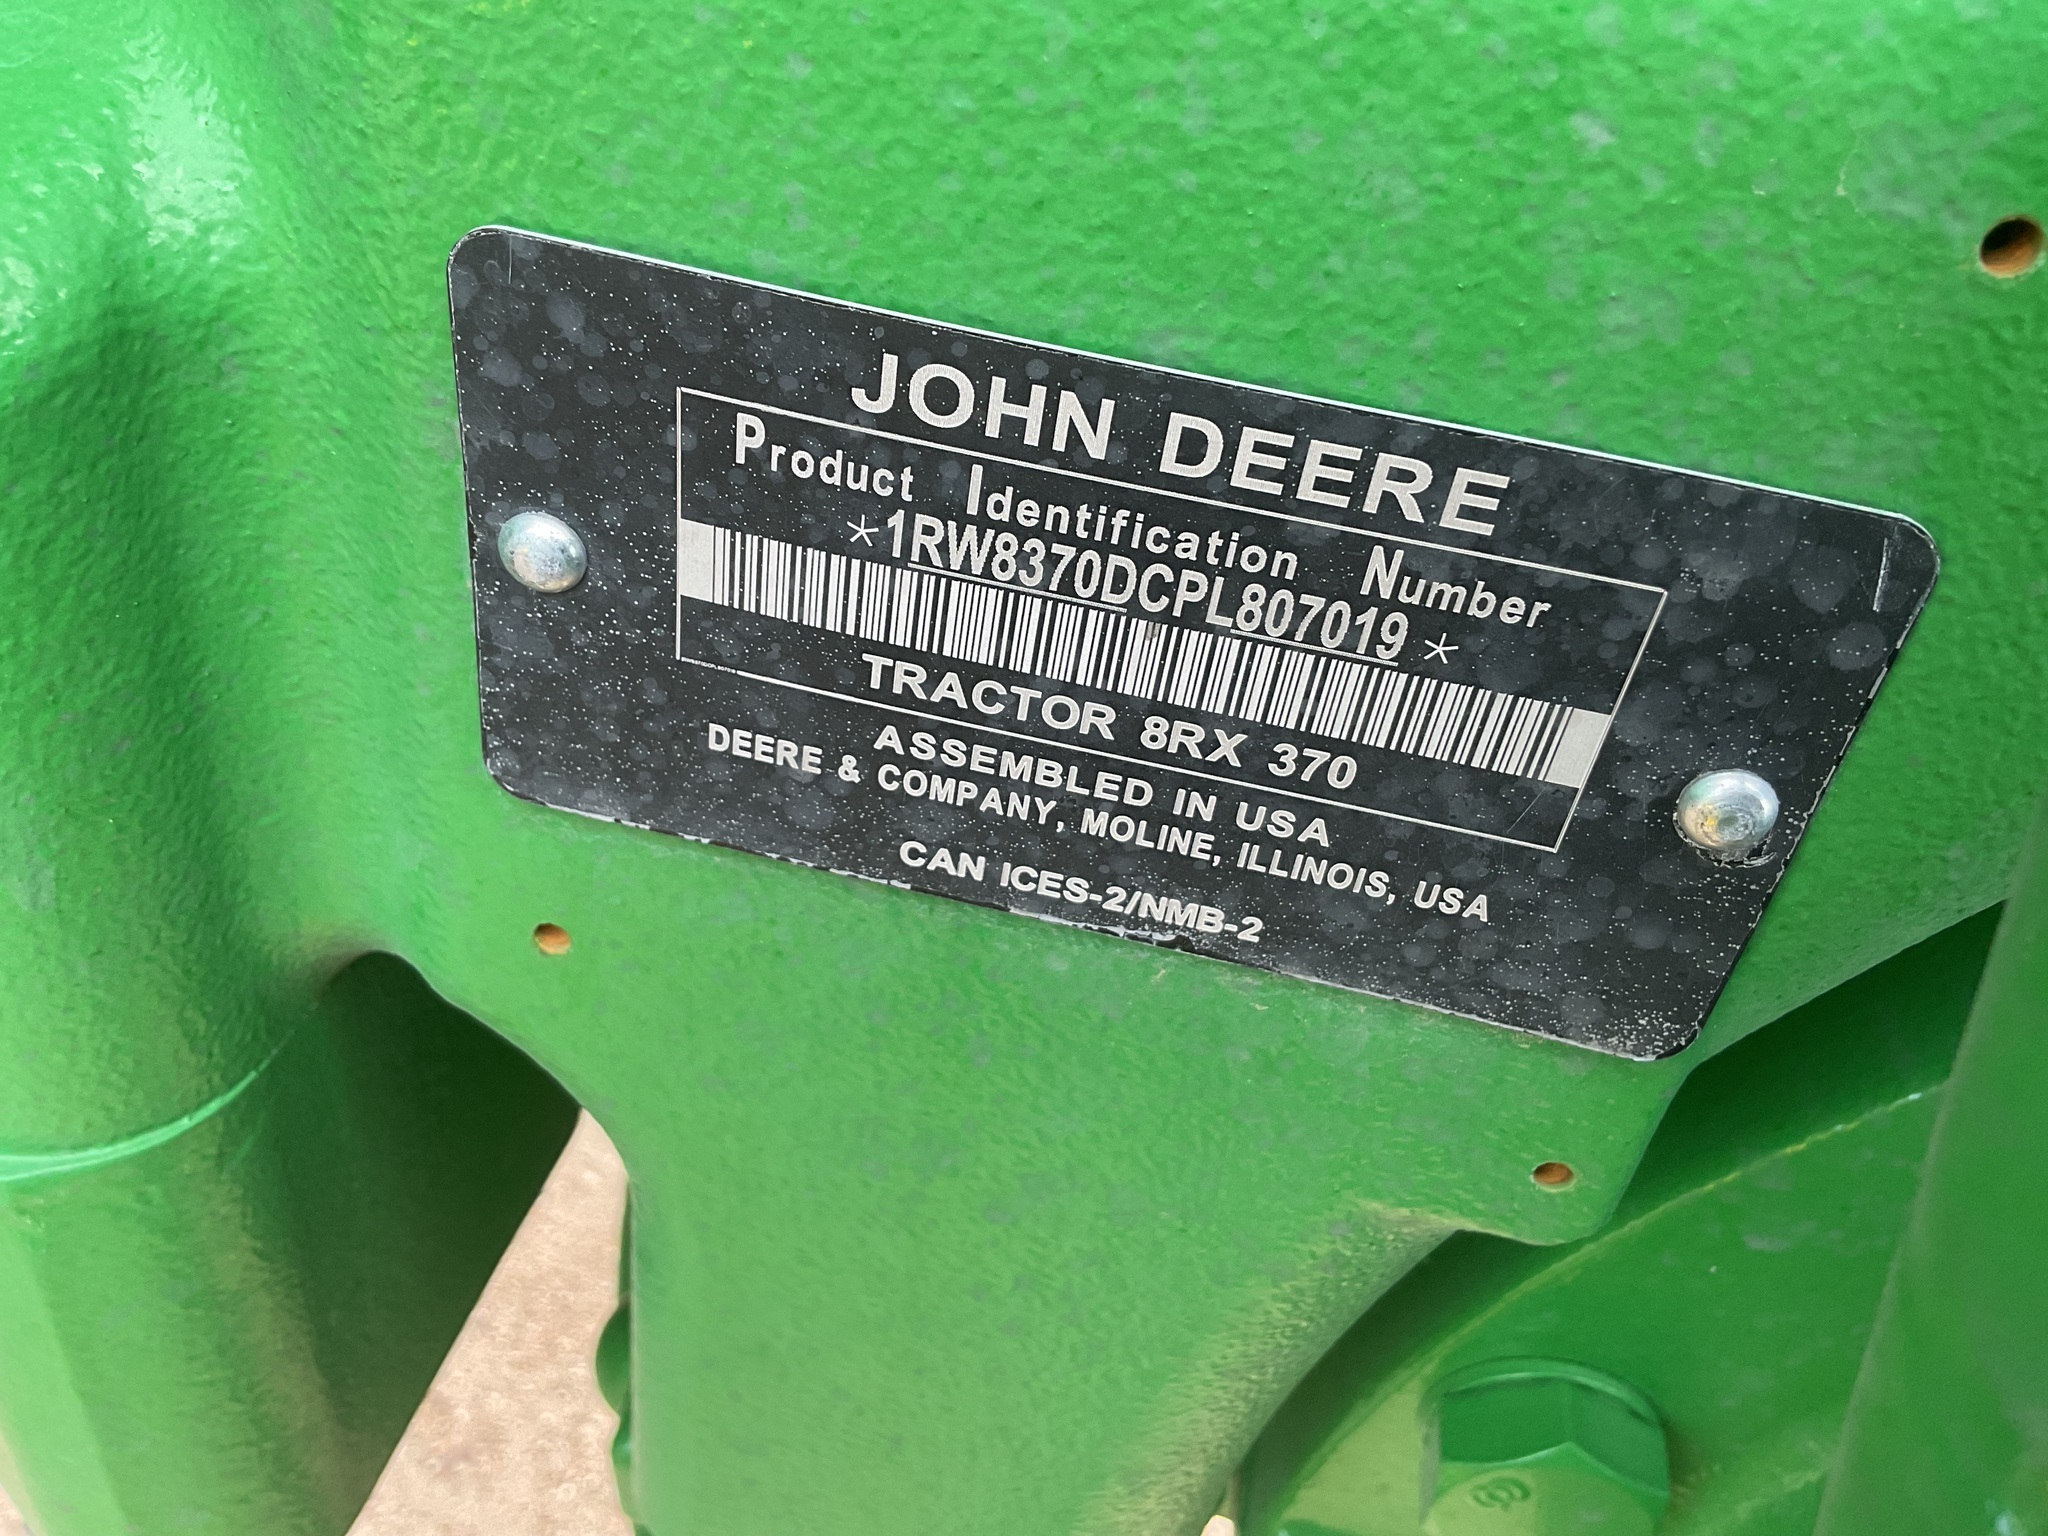 JOHN DEERE
Product Identification Number
*1RW8370DCPL807019*
TRACTOR 8RX 370
ASSEMBLED IN USA
DEERE & COMPANY, MOLINE, ILLINOIS, USA
CAN ICES-2/NMB-2